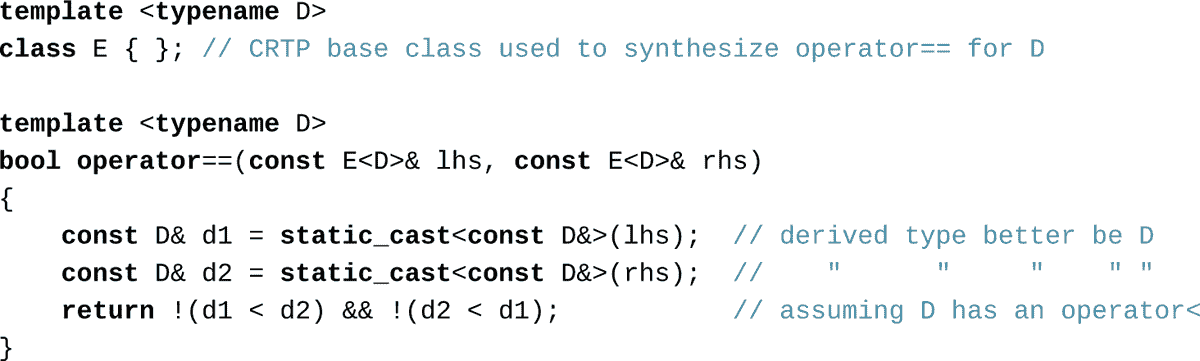 template <typename D>
class E { }; // CRTP base class used to synthesize operator== for D
template <typename D>
bool operator==(const E<D>& lhs, const E<D>& rhs)
{
    const D& d1 = static_cast<const D&>(lhs);  // derived type better be D
    const D& d2 = static_cast<const D&>(rhs);  //    "      "     "    " "
    return !(d1 < d2) && !(d2 < d1);           // assuming D has an operator<
}